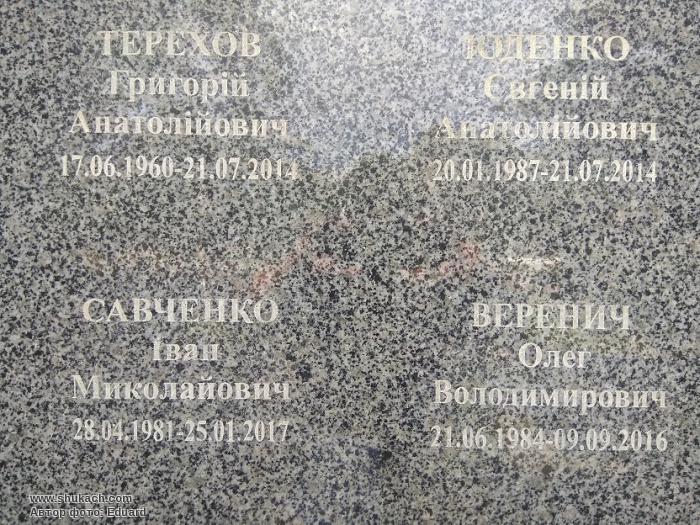 ТЕРЕХОВ
Григорій
Анатолійович
17.06.1960-21.07.2014
ЮДЕНКО
Євгеній
Анатолійович
20.01.1987-21.07.2014
САВЧЕНКО
Іван
Миколайович
28.04.1981-25.01.2017
ВЕРЕНИЧ
Олег
Володимирович
21.06.1984-09.09.2016
www.shukach.com
Автор фото: Eduard